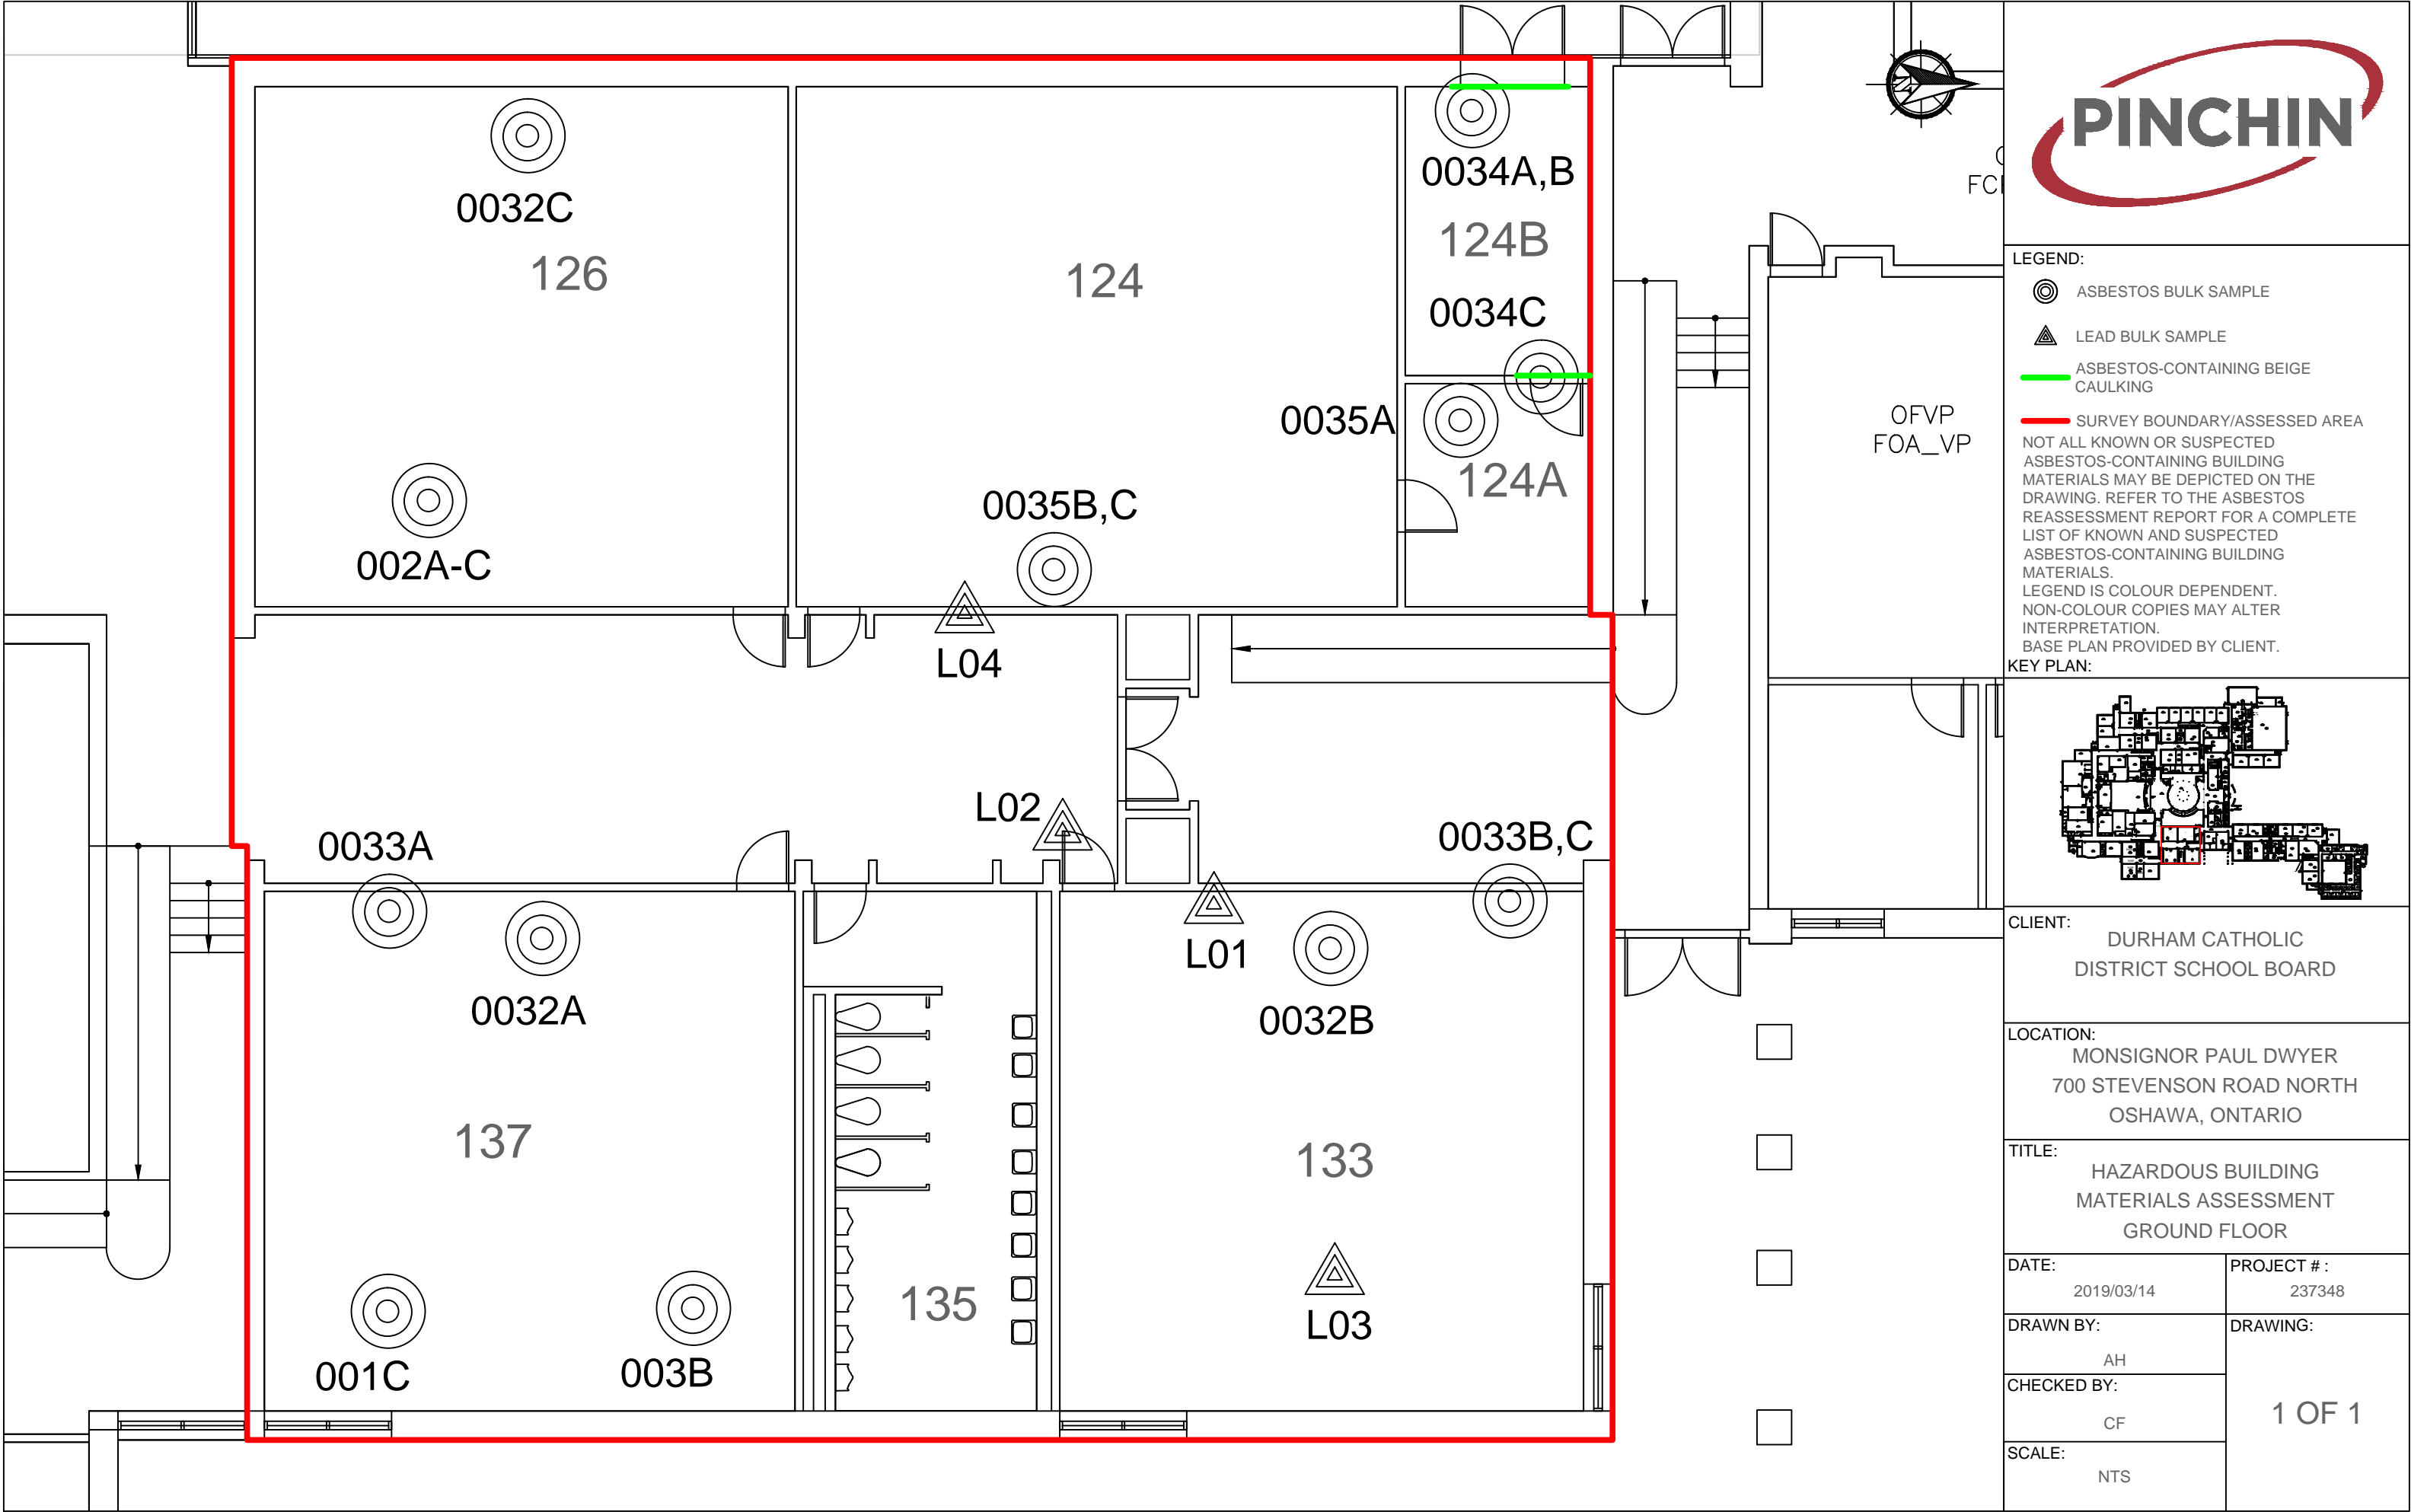 0032C
126
002A-C
124
0035B,C
0034A,B
124B
0034C
0035A
124A
L04
L02
0033A
0033B,C
0032A
137
001C
003B
135
L01
0032B
133
L03
OFVP
FOA_VP
PINCHIN
LEGEND:
ASBESTOS BULK SAMPLE
LEAD BULK SAMPLE
ASBESTOS-CONTAINING BEIGE
CAULKING
SURVEY BOUNDARY/ASSESSED AREA
NOT ALL KNOWN OR SUSPECTED
ASBESTOS-CONTAINING BUILDING
MATERIALS MAY BE DEPICTED ON THE
DRAWING. REFER TO THE ASBESTOS
REASSESSMENT REPORT FOR A COMPLETE
LIST OF KNOWN AND SUSPECTED
ASBESTOS-CONTAINING BUILDING
MATERIALS.
LEGEND IS COLOUR DEPENDENT.
NON-COLOUR COPIES MAY ALTER
INTERPRETATION.
BASE PLAN PROVIDED BY CLIENT.
KEY PLAN:
CLIENT:
DURHAM CATHOLIC
DISTRICT SCHOOL BOARD
LOCATION:
MONSIGNOR PAUL DWYER
700 STEVENSON ROAD NORTH
OSHAWA, ONTARIO
TITLE:
HAZARDOUS BUILDING
MATERIALS ASSESSMENT
GROUND FLOOR
DATE:
2019/03/14
PROJECT # :
237348
DRAWN BY:
AH
CHECKED BY:
CF
SCALE:
NTS
DRAWING:
1 OF 1
N